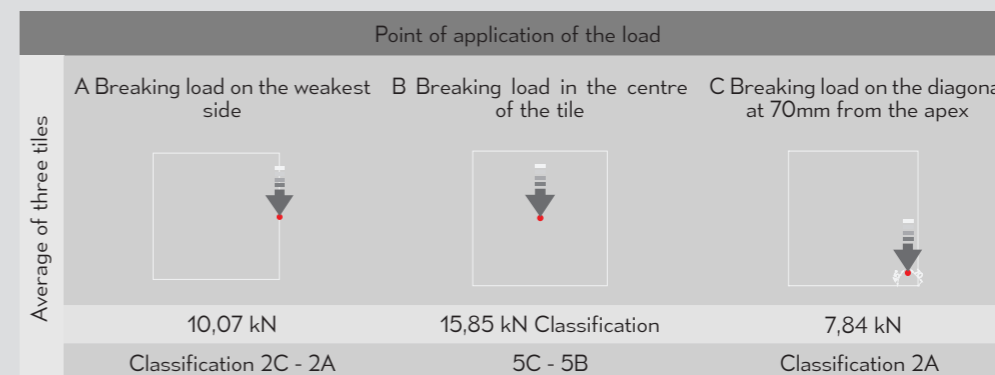 Point of application of the load
Average of three tiles
A Breaking load on the weakest
side
B Breaking load in the centre
of the tile
C Breaking load on the diagona
at 70mm from the apex
10,07 kN
15,85 kN Classification
7,84 kN
Classification 2C - 2A
5C - 5B
Classification 2A